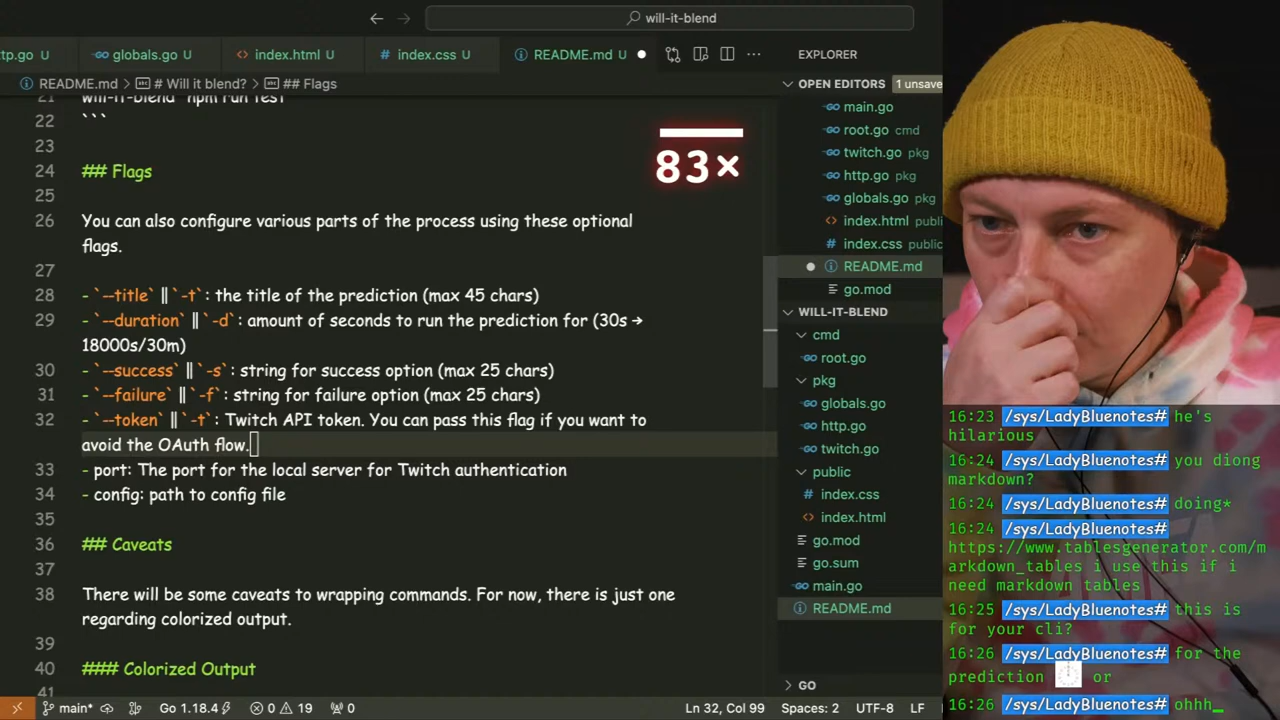 will-it-blend
http.go U
globals.go U
index.html U
index.css U
README.md U
EXPLORER
README.md > # Will it blend? > ## Flags
OPEN EDITORS 1 unsave
21 will-it-blend "npm run test"
22 ```
23
24 ## Flags
25
26 You can also configure various parts of the process using these optional
flags.
27
28 - `--title` || `-t`: the title of the prediction (max 45 chars)
29 - `--duration` || `-d`: amount of seconds to run the prediction for (30s →
18000s/30m)
30 - `--success` || `-s`: string for success option (max 25 chars)
31 - `--failure` || `-f`: string for failure option (max 25 chars)
32 - `--token` || `-t`: Twitch API token. You can pass this flag if you want to
avoid the OAuth flow.
33 - port: The port for the local server for Twitch authentication
34 - config: path to config file
35
36 ## Caveats
37
38 There will be some caveats to wrapping commands. For now, there is just one
regarding colorized output.
39
40 #### Colorized Output
41
83×
main.go
root.go cmd
twitch.go pkg
http.go pkg
globals.go pkg
index.html publi
index.css public
README.md
go.mod
WILL-IT-BLEND
cmd
root.go
pkg
globals.go
http.go
twitch.go
public
index.css
index.html
go.mod
go.sum
main.go
README.md
GO
16:23 /sys/LadyBluenotes# he's
hilarious
16:24 /sys/LadyBluenotes# you diong
markdown?
16:24 /sys/LadyBluenotes# doing*
16:24 /sys/LadyBluenotes#
https://www.tablesgenerator.com/m
arkdown_tables i use this if i
need markdown tables
16:25 /sys/LadyBluenotes# this is
for your cli?
16:26 /sys/LadyBluenotes# for the
prediction or
16:26 /sys/LadyBluenotes# ohhh_
main* Go 1.18.4 0 19 0 Ln 32, Col 99 Spaces: 2 UTF-8 LF